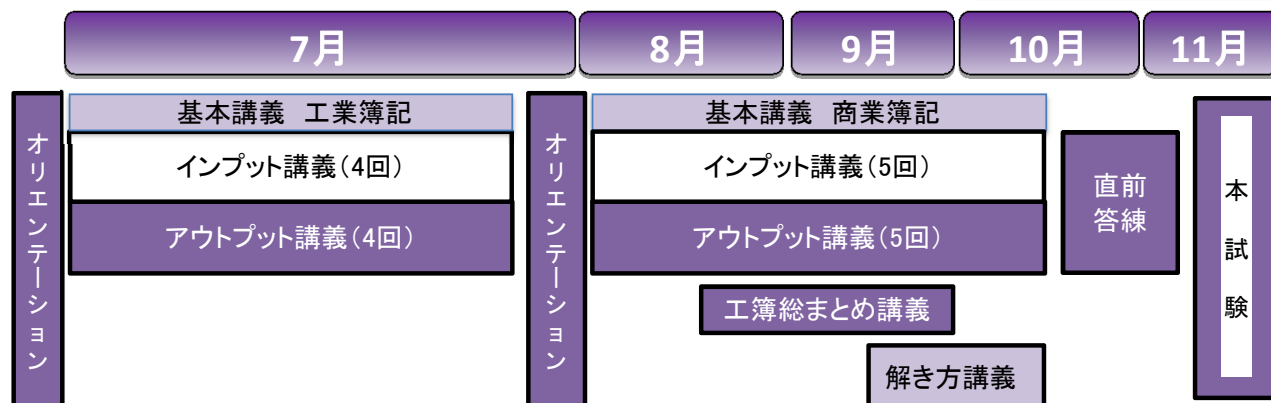 7月
8月
9月
10月
11月
オリエンテーション
基本講義 工業簿記
インプット講義(4回)
アウトプット講義(4回)
オリエンテーション
基本講義 商業簿記
インプット講義(5回)
アウトプット講義(5回)
工簿総まとめ講義
解き方講義
直前
答練
本試験